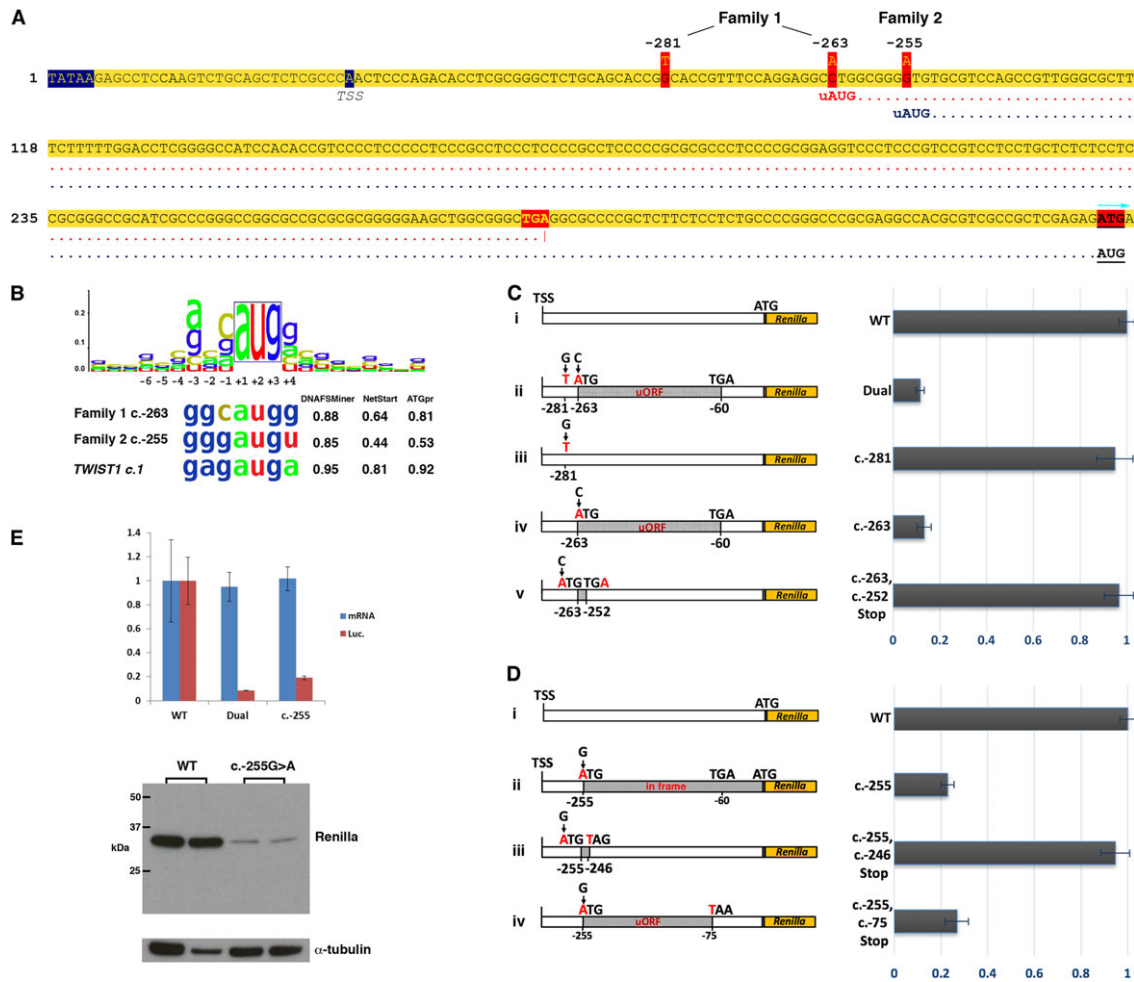 A
Family 1
Family 2
-281
-263
-255
T
A
A
1
TATAAGAGCCTCCAAGTCTGCAGCTCTCGCCCAACTCCCAGACACCTCGCGGGCTCTGCAGCACCGGCACCGTTTCCAGGAGGCCTGGCGGGGTGTGCGTCCAGCCGTTGGGCGCTT
TSS
uAUG
uAUG
118
TCTTTTTGGACCTCGGGGCCATCCACACCGTCCCCTCCCCCTCCCGCCTCCCTCCCCGCCTCCCCCGCGCGCCCTCCCCGCGGAGGTCCCTCCCGTCCGTCCTCCTGCTCTCTCCTC
235
CGCGGGCCGCATCGCCCGGGCCGGCGCCGCGCGCGGGGGAAGCTGGCGGGCTGAGGCGCCCCGCTCTTCTCCTCTGCCCCGGGCCCGCGAGGCCACGCGTCGCCGCTCGAGAGATGA
AUG
B
0.2
0.1
0.0
-6 -5 -4 -3 -2 -1 +1 +2 +3 +4
DNAFSMiner NetStart ATGpr
Family 1 c.-263 ggcaugg 0.88 0.64 0.81
Family 2 c.-255 gggaugu 0.85 0.44 0.53
TWIST1 c.1 gagauga 0.95 0.81 0.92
C
TSS
ATG
i
Renilla
WT
G C
T ATG
TGA
ii
uORF
Renilla
-281 -263 -60
Dual
G
T
iii
Renilla
-281
c.-281
C
ATG
TGA
iv
uORF
Renilla
-263
-60
c.-263
C
ATGTGA
v
Renilla
-263 -252
c.-263,
c.-252
Stop
0 0.2 0.4 0.6 0.8 1
D
TSS
ATG
i
Renilla
WT
G
TSS
ATG
TGA ATG
ii
in frame
Renilla
-255
-60
c.-255
G
ATG TAG
iii
Renilla
-255 -246
c.-255,
c.-246
Stop
G
ATG
TAA
iv
uORF
Renilla
-255
-75
c.-255,
c.-75
Stop
0 0.2 0.4 0.6 0.8 1
E
1.4
1.2
1
0.8
0.6
0.4
0.2
0
mRNA
Luc.
WT Dual c.-255
WT c.-255G>A
50
37
kDa
25
Renilla
α-tubulin